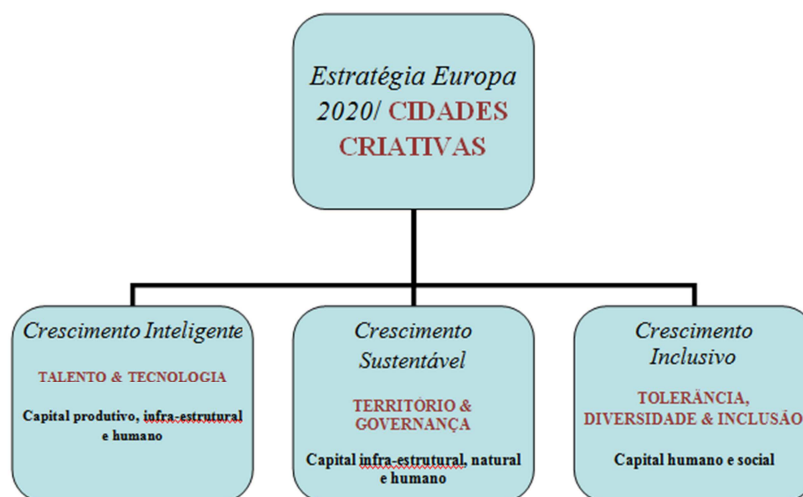 Estratégia Europa
2020/ CIDADES
CRIATIVAS
Crescimento Inteligente
TALENTO & TECNOLOGIA
Capital produtivo, infra-estrutural
e humano
Crescimento
Sustentável
TERRITÓRIO &
GOVERNANÇA
Capital infra-estrutural, natural
e humano
Crescimento
Inclusivo
TOLERÂNCIA,
DIVERSIDADE & INCLUSÃO
Capital humano e social